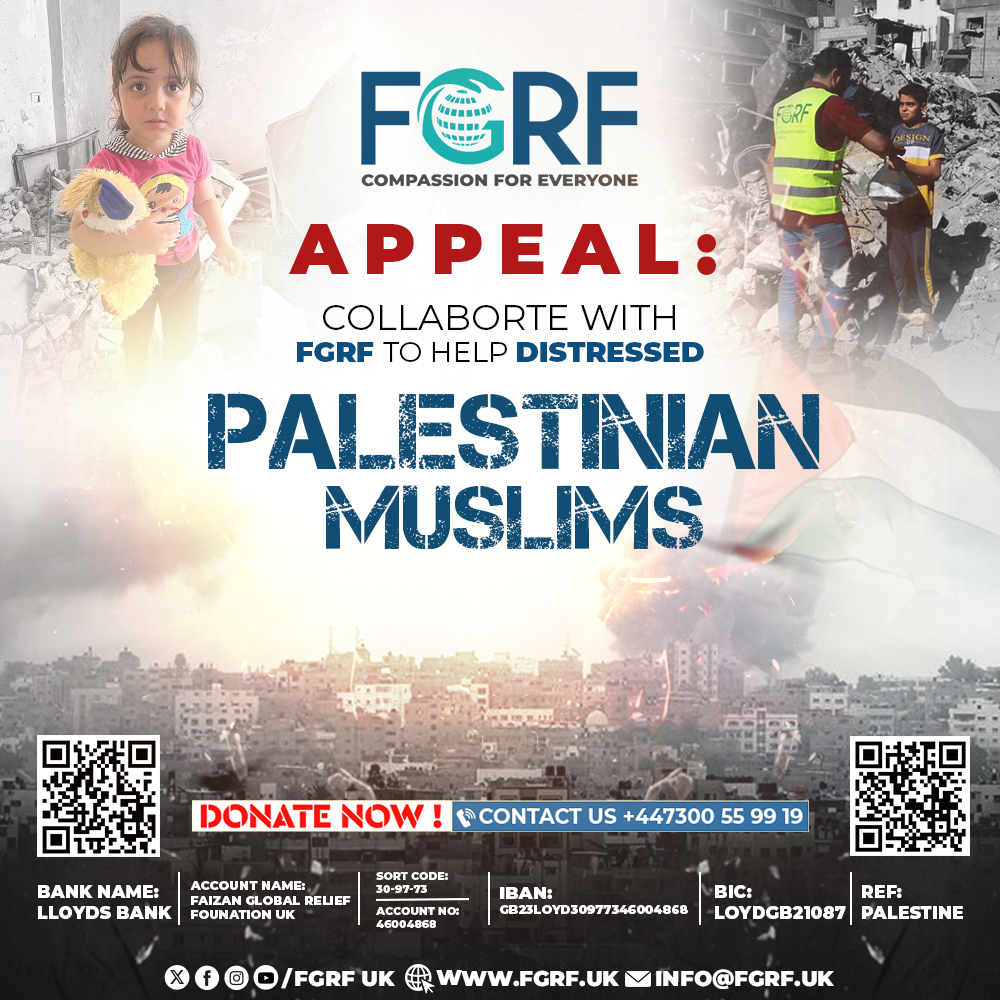 FGRF
COMPASSION FOR EVERYONE
FGRF
DESIGN
APPEAL:
COLLABORTE WITH
FGRF TO HELP DISTRESSED
PALESTINIAN
MUSLIMS
DONATE NOW !
CONTACT US +447300 55 99 19
BANK NAME:
LLOYDS BANK
ACCOUNT NAME:
FAIZAN GLOBAL RELIEF
FOUNATION UK
SORT CODE:
30-97-73
ACCOUNT NO:
46004868
IBAN:
GB23LOYD30977346004868
BIC:
LOYDGB21087
REF:
PALESTINE
/FGRF UK WWW.FGRF.UK INFO@FGRF.UK